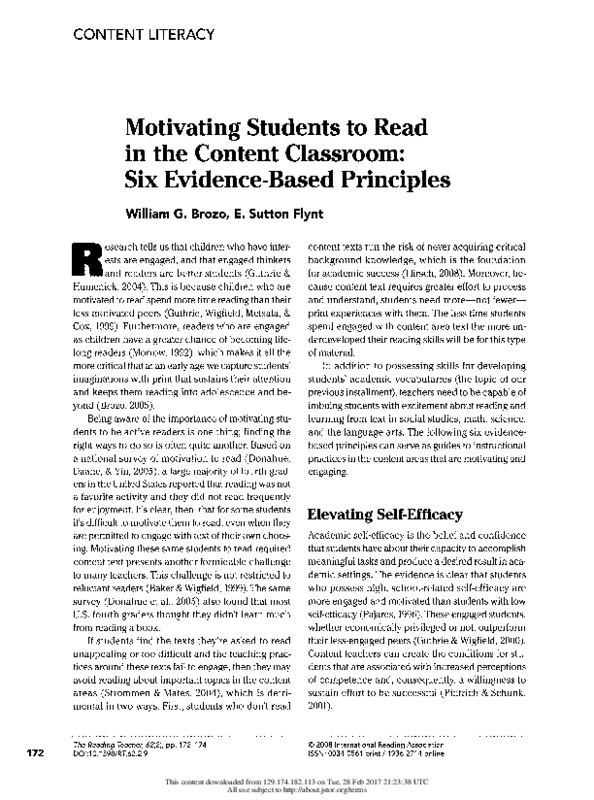 CONTENT LITERACY
Motivating Students to Read
in the Content Classroom:
Six Evidence-Based Principles
William G. Brozo, E. Sutton Flynt
Research tells us that children who have inter-
ests are engaged, and that engaged thinkers
and readers are better students (Guthrie &
Humenick, 2004). This is because children who are
motivated to read spend more time reading than their
less motivated peers (Guthrie, Wigfield, Metsala, &
Cox, 1999). Furthermore, readers who are engaged
as children have a greater chance of becoming life-
long readers (Morrow, 1992), which makes it all the
more critical that at an early age we capture students'
imaginations with print that sustains their attention
and keeps them reading into adolescence and be-
yond (Brozo, 2005).
Being aware of the importance of motivating stu-
dents to be active readers is one thing; finding the
right ways to do so is often quite another. Based on
a national survey of motivation to read (Donahue,
Daane, & Yin, 2005), a large majority of fourth grad-
ers in the United States reported that reading was not
a favorite activity and they did not read frequently
for enjoyment. It's clear, then, that for some students
it's difficult to motivate them to read, even when they
are permitted to engage with text of their own choos-
ing. Motivating these same students to read required
content text presents another formidable challenge
to many teachers. This challenge is not restricted to
reluctant readers (Baker & Wigfield, 1999). The same
survey (Donahue et al., 2005) also found that most
U.S. fourth graders thought they didn't learn much
from reading a book.
If students find the texts they're asked to read
unappealing or too difficult and the teaching prac-
tices around these texts fail to engage, then they may
avoid reading about important topics in the content
areas (Strommen & Mates, 2004), which is detri-
mental in two ways. First, students who don't read
content texts run the risk of never acquiring critical
background knowledge, which is the foundation
for academic success (Hirsch, 2008). Moreover, be-
cause content text requires greater effort to process
and understand, students need more—not fewer—
print experiences with them. The less time students
spend engaged with content area text the more un-
derdeveloped their reading skills will be for this type
of material.
In addition to possessing skills for developing
students' academic vocabularies (the topic of our
previous installment), teachers need to be capable of
imbuing students with excitement about reading and
learning from text in social studies, math, science,
and the language arts. The following six evidence-
based principles can serve as guides to instructional
practices in the content areas that are motivating and
engaging.
Elevating Self-Efficacy
Academic self-efficacy is the belief and confidence
that students have about their capacity to accomplish
meaningful tasks and produce a desired result in aca-
demic settings. The evidence is clear that students
who possess high, school-related self-efficacy are
more engaged and motivated than students with low
self-efficacy (Pajares, 1996). These engaged students,
whether economically privileged or not, outperform
their less-engaged peers (Guthrie & Wigfield, 2000).
Content teachers can create the conditions for stu-
dents that are associated with increased perceptions
of competence and, consequently, a willingness to
sustain effort to be successful (Pintrich & Schunk,
2001).
172
The Reading Teacher, 62(2), pp. 172–174
DOI:10.1598/RT.62.2.9
© 2008 International Reading Association
ISSN: 0034-0561 print / 1936-2714 online
This content downloaded from 129.174.182.113 on Tue, 28 Feb 2017 21:23:38 UTC
All use subject to http://about.jstor.org/terms